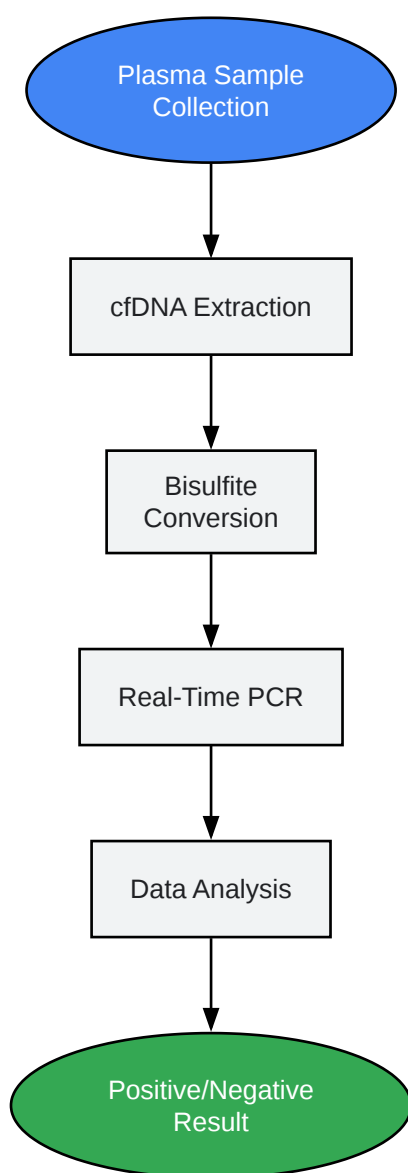 Plasma Sample
Collection
cfDNA Extraction
Bisulfite
Conversion
Real-Time PCR
Data Analysis
Positive/Negative
Result